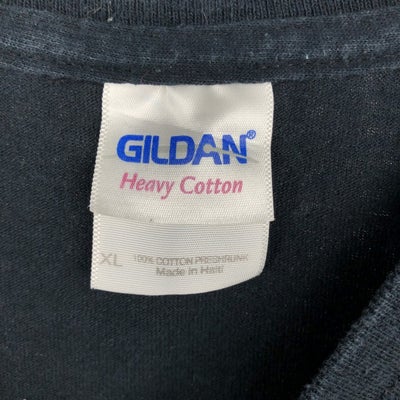 GILDAN®
Heavy Cotton
XL 100% COTTON PRESHRUNK
Made in Haiti